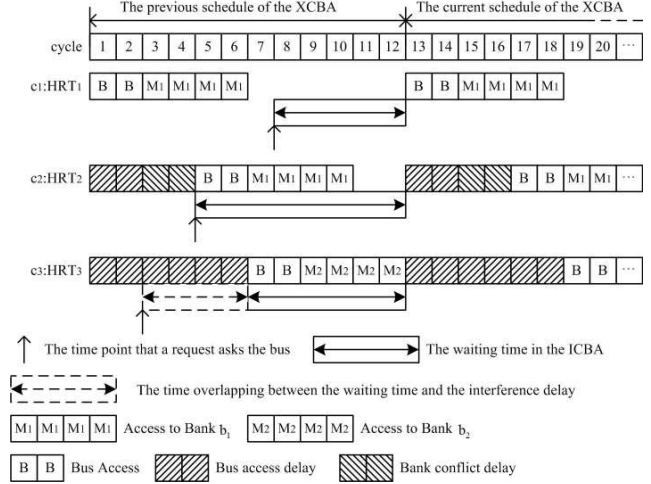 The previous schedule of the XCBA The current schedule of the XCBA
cycle 1 2 3 4 5 6 7 8 9 10 11 12 13 14 15 16 17 18 19 20 ...
c1:HRT1 B B M1 M1 M1 M1 B B M1 M1 M1 M1
c2:HRT2 B B M1 M1 M1 M1 B B M1 M1 ...
c3:HRT3 B B M2 M2 M2 M2 B B ...
The time point that a request asks the bus The waiting time in the ICBA
The time overlapping between the waiting time and the interference delay
M1 M1 M1 M1 Access to Bank b1 M2 M2 M2 M2 Access to Bank b2
B B Bus Access Bus access delay Bank conflict delay